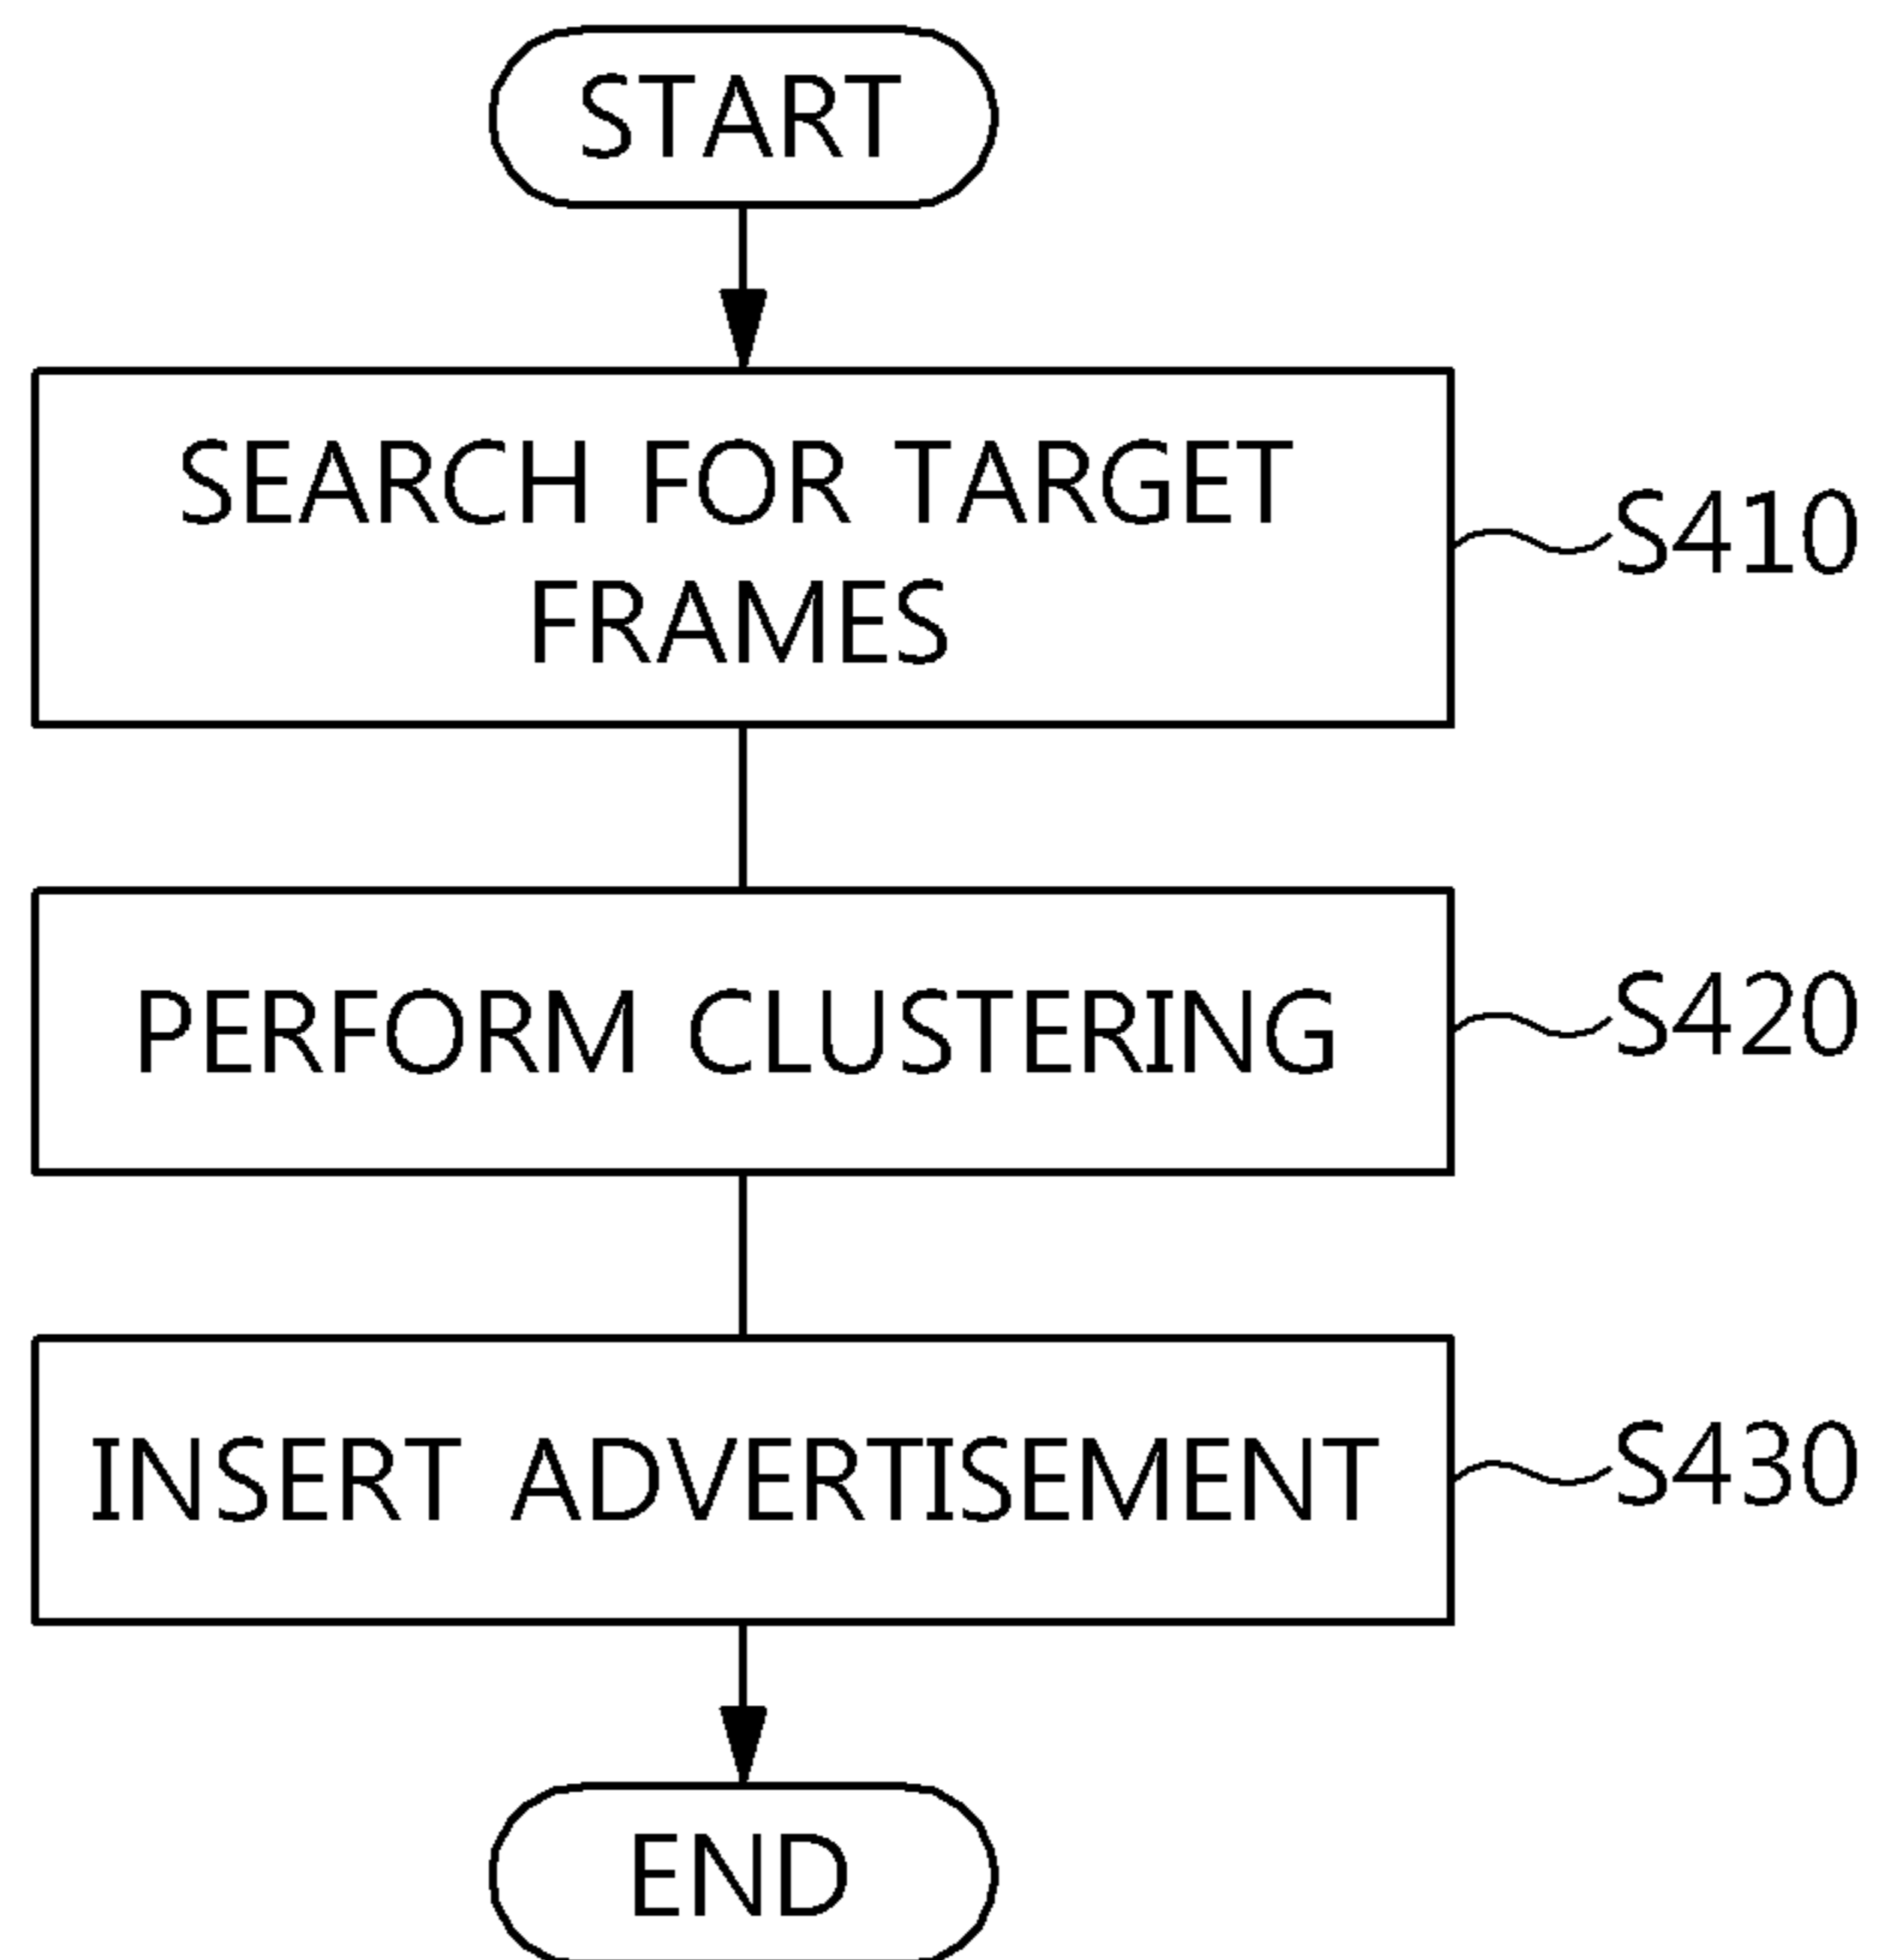 START
SEARCH FOR TARGET
FRAMES
S410
PERFORM CLUSTERING
S420
INSERT ADVERTISEMENT
S430
END